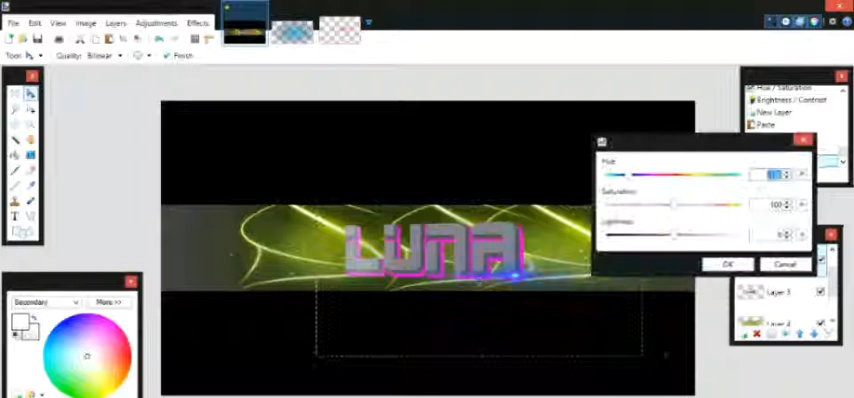 File Edit View Image Layers Adjustments Effects
Tool: Quality: Bilinear Finish
Hue / Saturation
Brightness / Contrast
New Layer
Paste
Hue
Saturation
100
Lightness
0
OK Cancel
LUNA
Layer 3
Layer 4
Secondary More >>